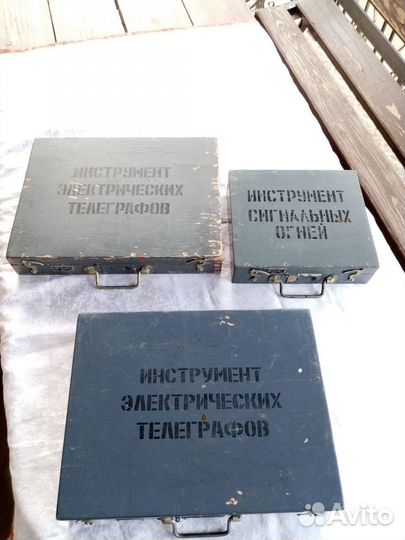 ИНСТРУМЕНТ
ЭЛЕКТРИЧЕСКИХ
ТЕЛЕГРАФОВ
ИНСТРУМЕНТ
СИГНАЛЬНЫХ
ОГНЕЙ
ИНСТРУМЕНТ
ЭЛЕКТРИЧЕСКИХ
ТЕЛЕГРАФОВ
Avito